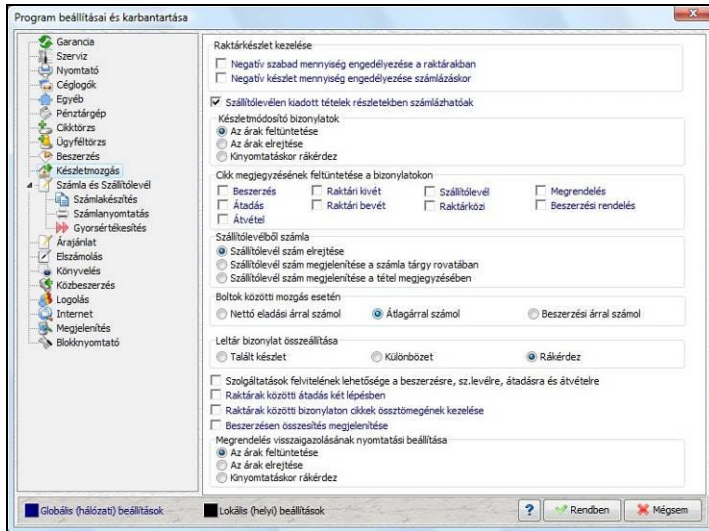 Program beállításai és karbantartása
Garancia
Szerviz
Nyomtató
Céglogók
Egyéb
Pénztárgép
Cikktörzs
Ügyféltörzs
Beszerzés
Készletmozgás
Számla és Szállítólevél
Számlakészítés
Számlanyomtatás
Gyorsértékesítés
Árajánlat
Elszámolás
Könyvelés
Közbeszerzés
Logolás
Internet
Megjelenítés
Blokknyomtató
Raktárkészlet kezelése
Negatív szabad mennyiség engedélyezése a raktárakban
Negatív készlet mennyiség engedélyezése számlázáskor
Szállítólevélen kiadott tételek részletekben számlázhatóak
Készletmódosító bizonylatok
Az árak feltüntetése
Az árak elrejtése
Kinyomtatáskor rákérdez
Cikk megjegyzésének feltüntetése a bizonylatokon
Beszerzés Raktári kivét Szállítólevél Megrendelés
Átadás Raktári bevét Raktárközi Beszerzési rendelés
Átvétel
Szállítólevélből számla
Szállítólevél szám elrejtése
Szállítólevél szám megjelenítése a számla tárgy rovatában
Szállítólevél szám megjelenítése a tétel megjegyzésében
Boltok közötti mozgás esetén
Nettó eladási árral számol Átlagárral számol Beszerzési árral számol
Leltár bizonylat összeállítása
Talált készlet Különbözet Rákérdez
Szolgáltatások felvitelének lehetősége a beszerzésre, sz.levélre, átadásra és átvételre
Raktárak közötti átadás két lépésben
Raktárak közötti bizonylaton cikkek össztömegének kezelése
Beszerzésen összesítés megjelenítése
Megrendelés visszaigazolásának nyomtatási beállítása
Az árak feltüntetése
Az árak elrejtése
Kinyomtatáskor rákérdez
Globális (hálózati) beállítások Lokális (helyi) beállítások ? Rendben Mégsem